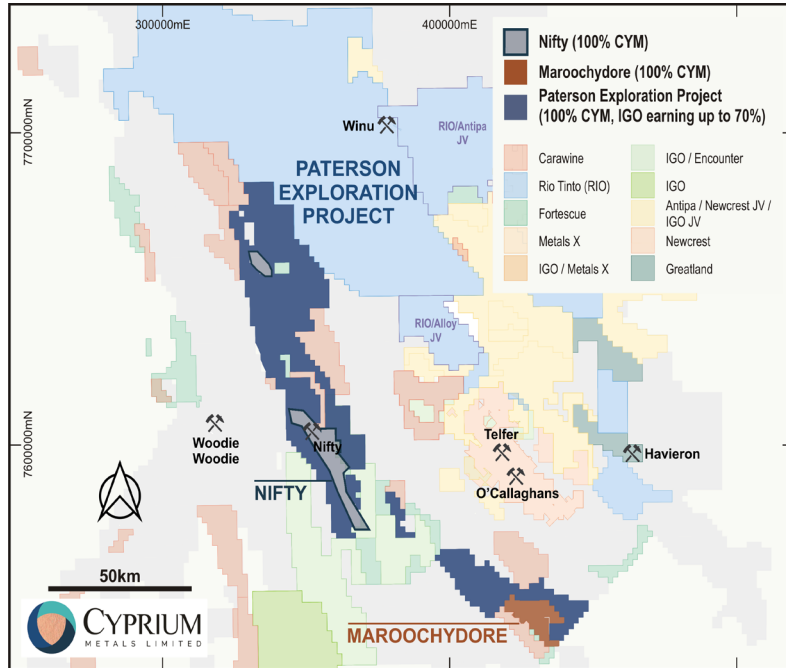 300000mE
400000mE
7700000mN
7600000mN
Nifty (100% CYM)
Maroochydore (100% CYM)
Paterson Exploration Project
(100% CYM, IGO earning up to 70%)
Carawine
Rio Tinto (RIO)
Fortescue
Metals X
IGO / Metals X
IGO / Encounter
IGO
Antipa / Newcrest JV /
IGO JV
Newcrest
Greatland
Winu
RIO/Antipa
JV
PATERSON
EXPLORATION
PROJECT
RIO/Alloy
JV
Woodie
Woodie
Nifty
Telfer
O'Callaghans
Havieron
NIFTY
50km
MAROOCHYDORE
CYPRIUM
METALS LIMITED